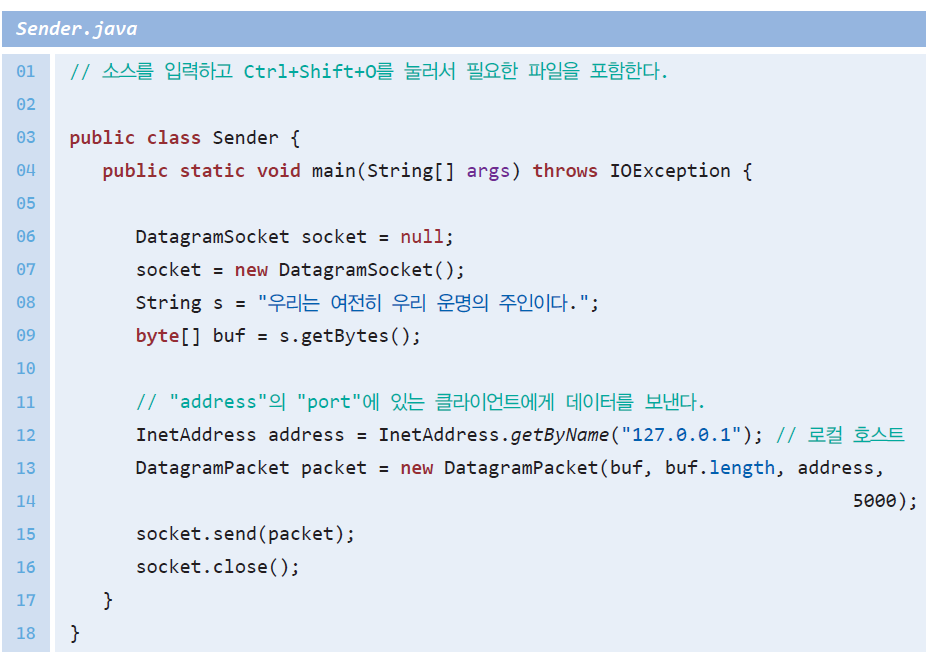 Sender.java
01 // 소스를 입력하고 Ctrl+Shift+O를 눌러서 필요한 파일을 포함한다.
02
03 public class Sender {
04 public static void main(String[] args) throws IOException {
05
06 DatagramSocket socket = null;
07 socket = new DatagramSocket();
08 String s = "우리는 여전히 우리 운명의 주인이다.";
09 byte[] buf = s.getBytes();
10
11 // "address"의 "port"에 있는 클라이언트에게 데이터를 보낸다.
12 InetAddress address = InetAddress.getByName("127.0.0.1"); // 로컬 호스트
13 DatagramPacket packet = new DatagramPacket(buf, buf.length, address,
14 5000);
15 socket.send(packet);
16 socket.close();
17 }
18 }